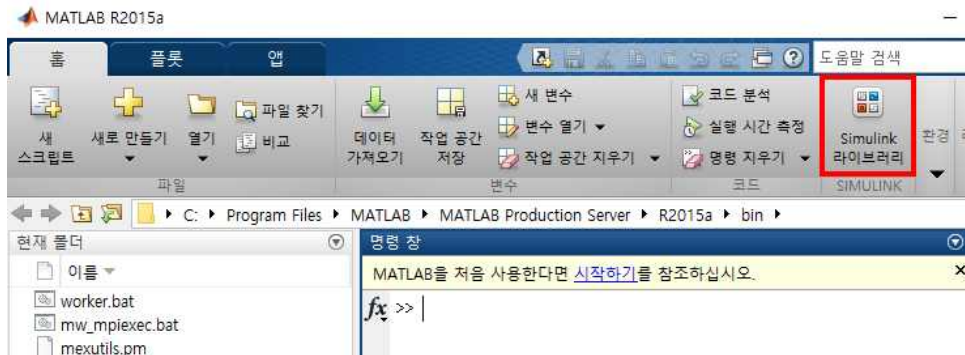 MATLAB R2015a
홈 플롯 앱 도움말 검색
새 스크립트
새로 만들기
열기
파일 찾기
비교
파일
데이터 가져오기
작업 공간 저장
새 변수
변수 열기
작업 공간 지우기
변수
코드 분석
실행 시간 측정
명령 지우기
코드
Simulink 라이브러리
SIMULINK
환경
C: Program Files MATLAB MATLAB Production Server R2015a bin
현재 폴더
이름
worker.bat
mw_mpiexec.bat
mexutils.pm
명령 창
MATLAB을 처음 사용한다면 시작하기를 참조하십시오.
fx >>